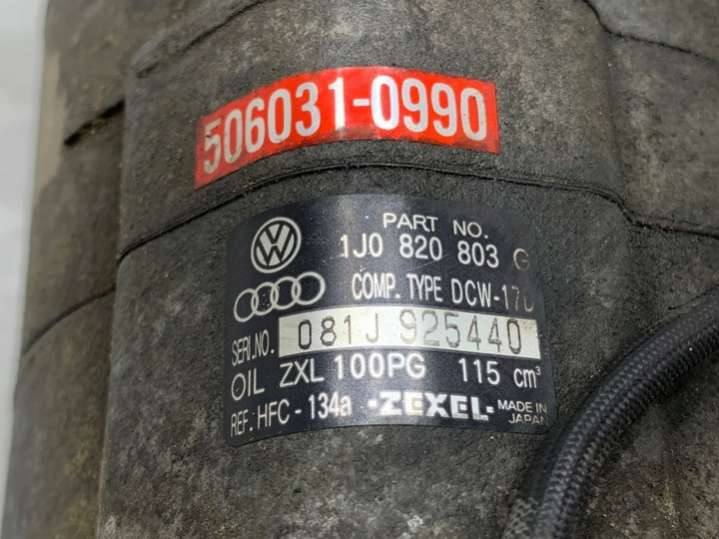 506031-0990
PART NO.
1J0 820 803 G
COMP. TYPE DCW-17D
SERI.NO. 081J 925440
OIL ZXL 100PG 115 cm³
REF. HFC - 134a ·ZEXEL· MADE IN JAPAN